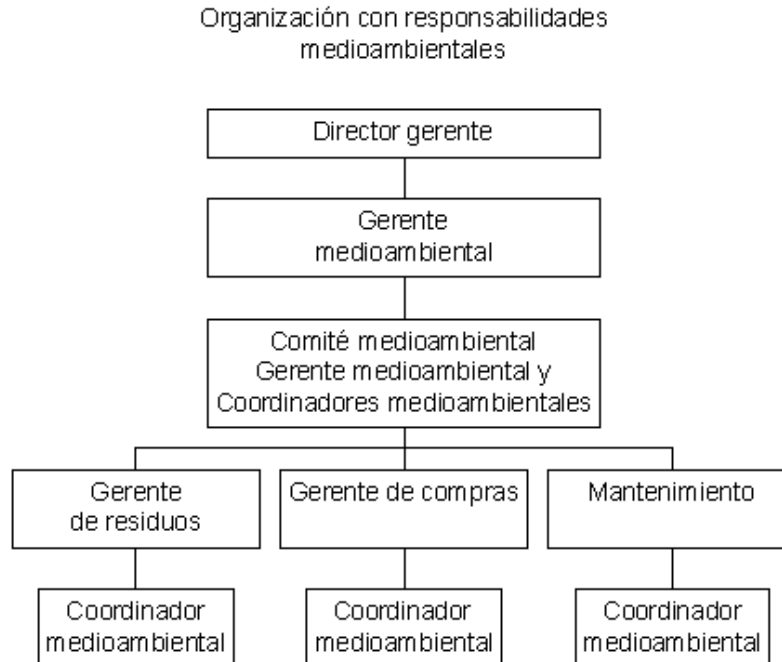 Organización con responsabilidades
medioambientales
Director gerente
Gerente
medioambiental
Comité medioambiental
Gerente medioambiental y
Coordinadores medioambientales
Gerente
de residuos
Gerente de compras
Mantenimiento
Coordinador
medioambiental
Coordinador
medioambiental
Coordinador
medioambiental